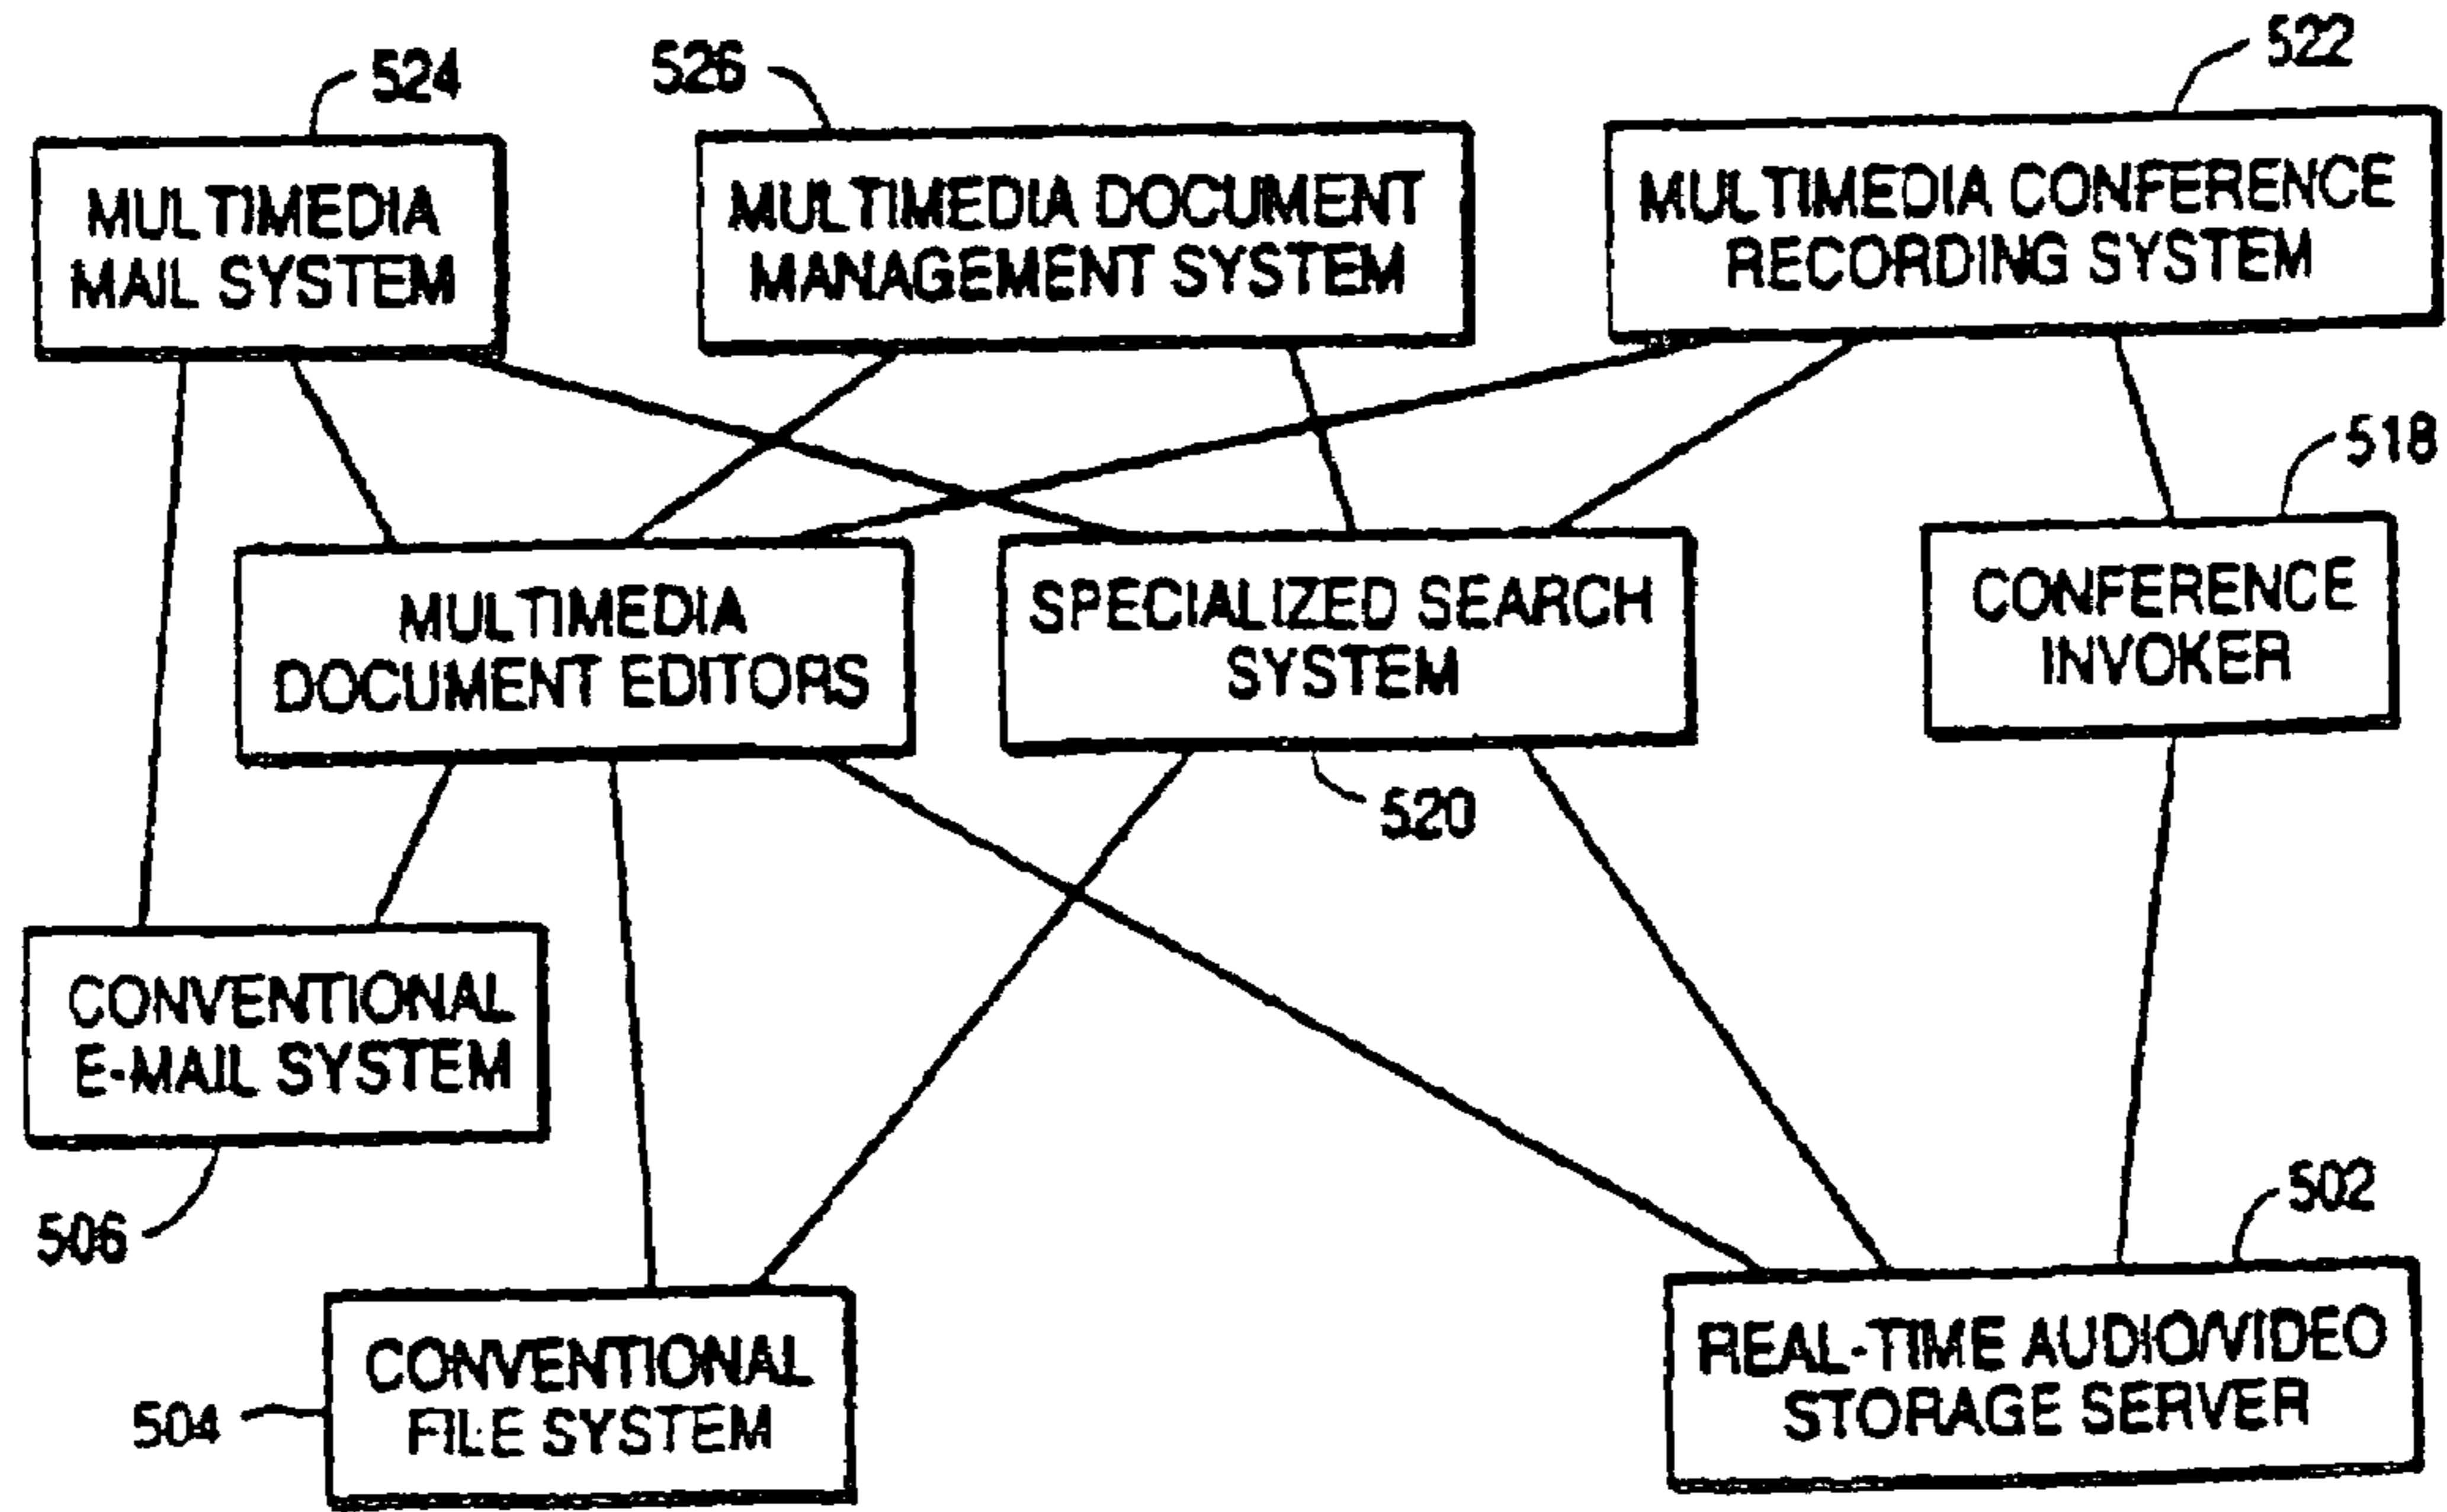 524
526
522
MULTIMEDIA
MAIL SYSTEM
MULTIMEDIA DOCUMENT
MANAGEMENT SYSTEM
MULTIMEDIA CONFERENCE
RECORDING SYSTEM
518
MULTIMEDIA
DOCUMENT EDITORS
SPECIALIZED SEARCH
SYSTEM
CONFERENCE
INVOKER
520
CONVENTIONAL
E-MAIL SYSTEM
506
502
504
CONVENTIONAL
FILE SYSTEM
REAL-TIME AUDIO/VIDEO
STORAGE SERVER